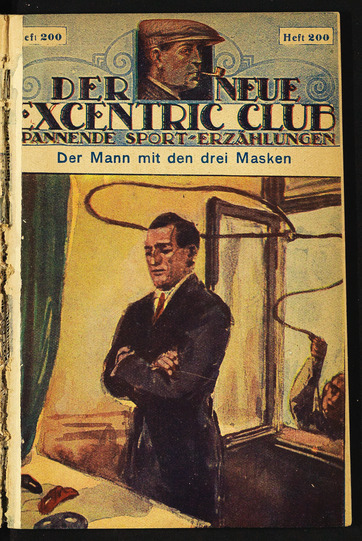 eft 200
Heft 200
DER NEUE
EXCENTRIC CLUB
PANNENDE SPORT-ERZÄHLUNGEN
Der Mann mit den drei Masken